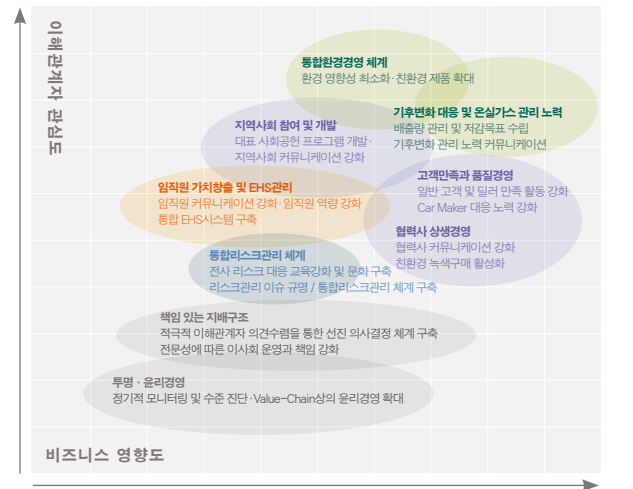 이해관계자 관심도
통합환경경영 체계
환경 영향성 최소화·친환경 제품 확대
기후변화 대응 및 온실가스 관리 노력
배출량 관리 및 저감목표 수립
기후변화 관리 노력 커뮤니케이션
지역사회 참여 및 개발
대표 사회공헌 프로그램 개발·
지역사회 커뮤니케이션 강화
고객만족과 품질경영
일반 고객 및 딜러 만족 활동 강화
Car Maker 대응 노력 강화
임직원 가치창출 및 EHS관리
임직원 커뮤니케이션 강화·임직원 역량 강화
통합 EHS시스템 구축
협력사 상생경영
협력사 커뮤니케이션 강화
친환경 녹색구매 활성화
통합리스크관리 체계
전사 리스크 대응 교육강화 및 문화 구축
리스크관리 이슈 규명 / 통합리스크관리 체계 구축
책임 있는 지배구조
적극적 이해관계자 의견수렴을 통한 선진 의사결정 체계 구축
전문성에 따른 이사회 운영과 책임 강화
투명·윤리경영
정기적 모니터링 및 수준 진단·Value-Chain상의 윤리경영 확대
비즈니스 영향도